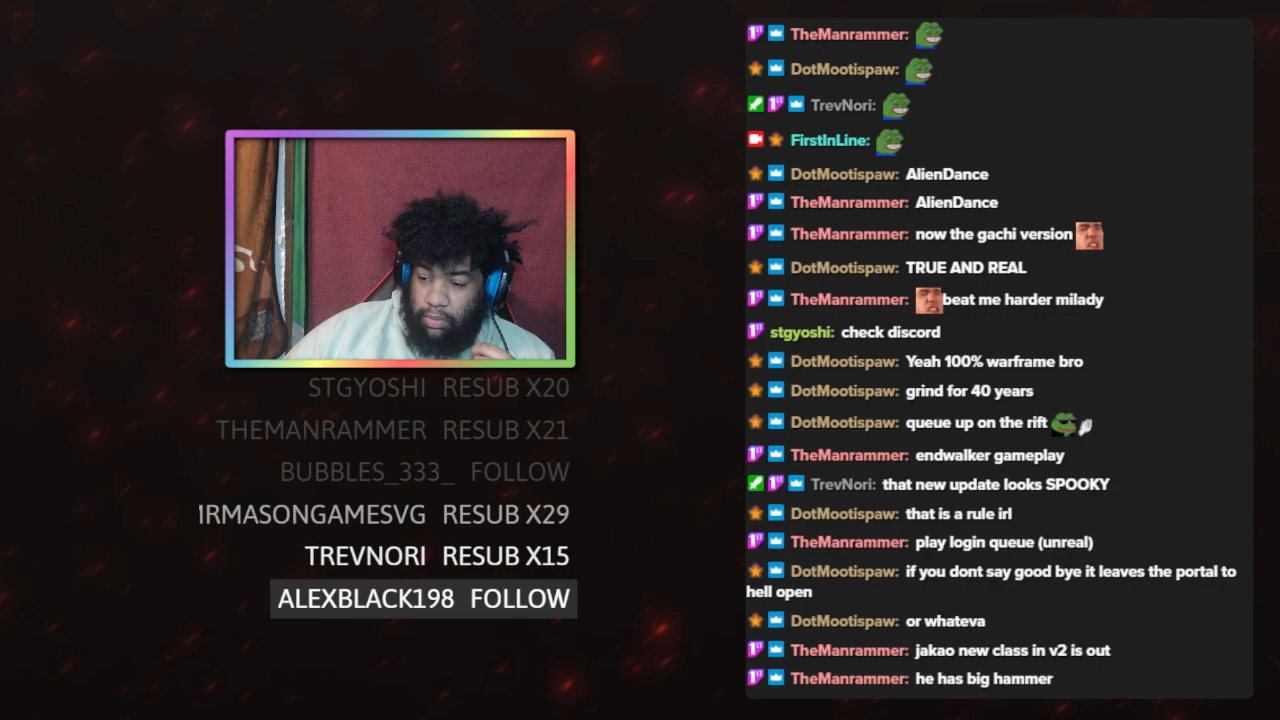 STGYOSHI RESUB X20
THEMANRAMMER RESUB X21
BUBBLES_333_ FOLLOW
IRMASONGAMESVG RESUB X29
TREVNORI RESUB X15
ALEXBLACK198 FOLLOW
TheManrammer:
DotMootispaw:
TrevNori:
FirstInLine:
DotMootispaw: AlienDance
TheManrammer: AlienDance
TheManrammer: now the gachi version
DotMootispaw: TRUE AND REAL
TheManrammer: beat me harder milady
stgyoshi: check discord
DotMootispaw: Yeah 100% warframe bro
DotMootispaw: grind for 40 years
DotMootispaw: queue up on the rift
TheManrammer: endwalker gameplay
TrevNori: that new update looks SPOOKY
DotMootispaw: that is a rule irl
TheManrammer: play login queue (unreal)
DotMootispaw: if you dont say good bye it leaves the portal to
hell open
DotMootispaw: or whateva
TheManrammer: jakao new class in v2 is out
TheManrammer: he has big hammer